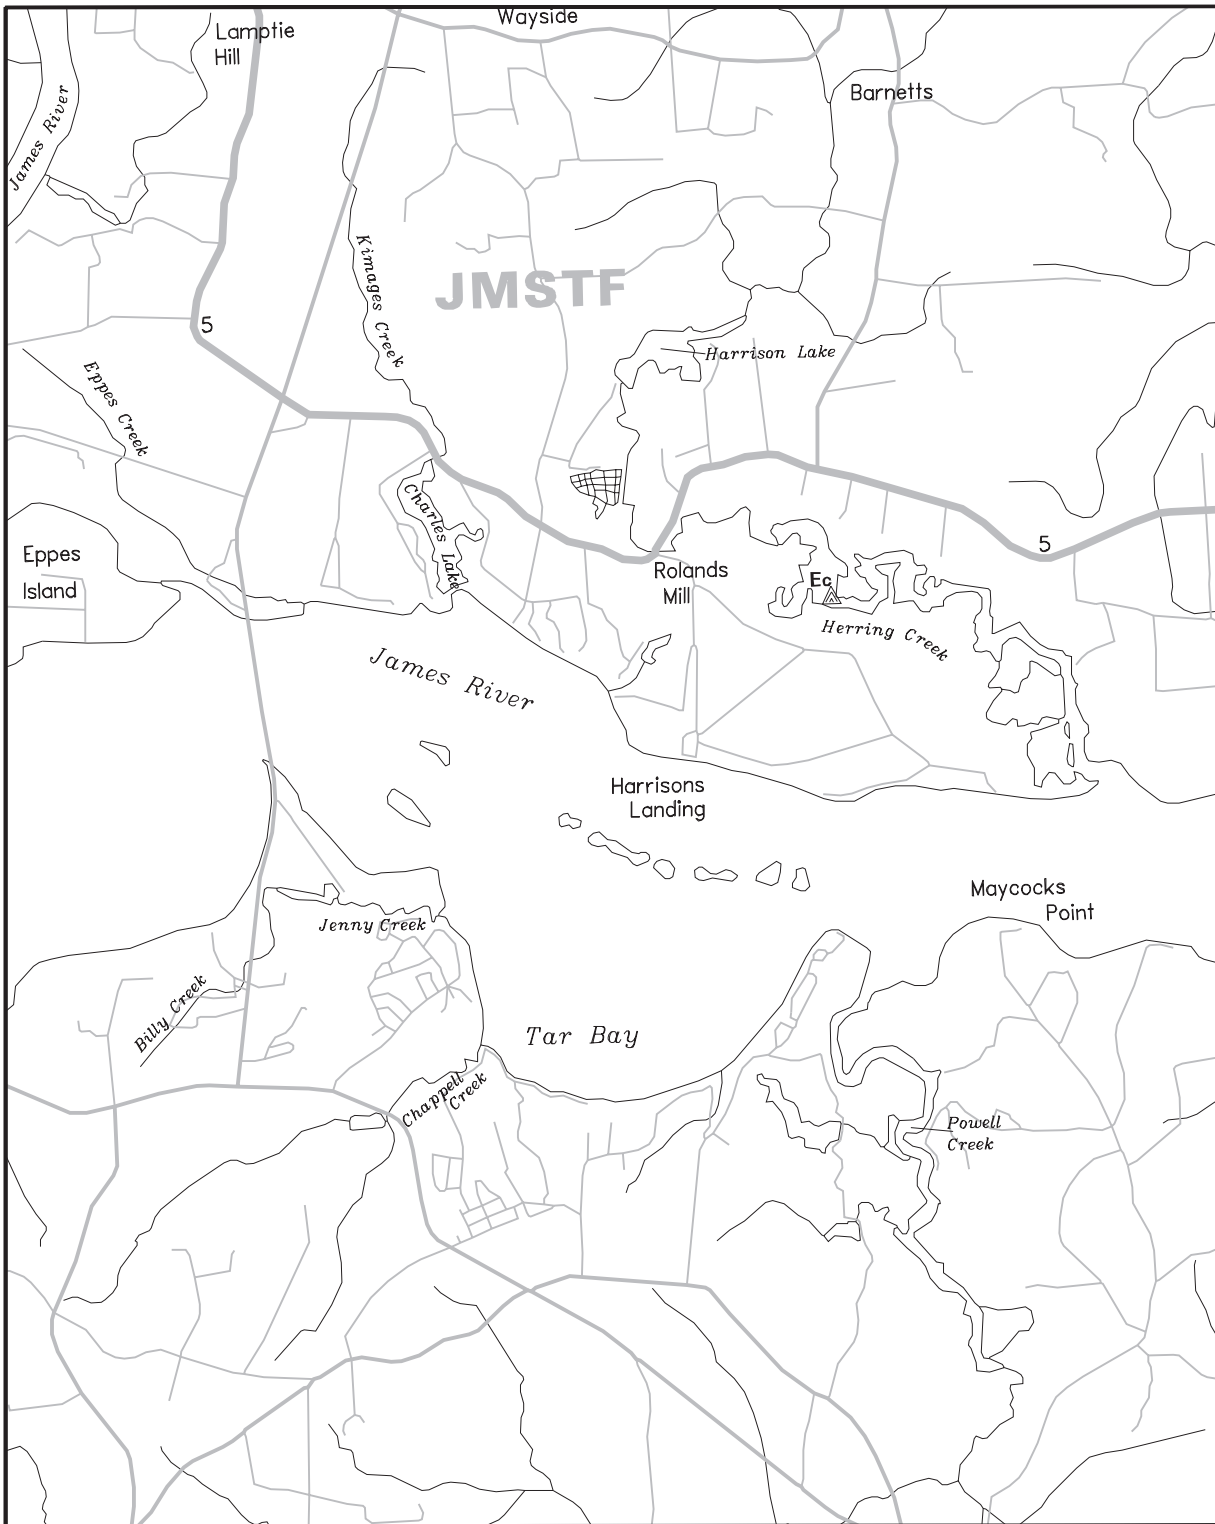 Wayside
Lamptie
Hill
James River
Barnetts
Kimages Creek
JMSTF
5
Harrison Lake
Eppes Creek
Charles Lake
Eppes
Island
5
Rolands
Mill
Ec
Herring Creek
James River
Harrisons
Landing
Maycocks
Point
Jenny Creek
Billy Creek
Tar Bay
Chappell
Creek
Powell
Creek